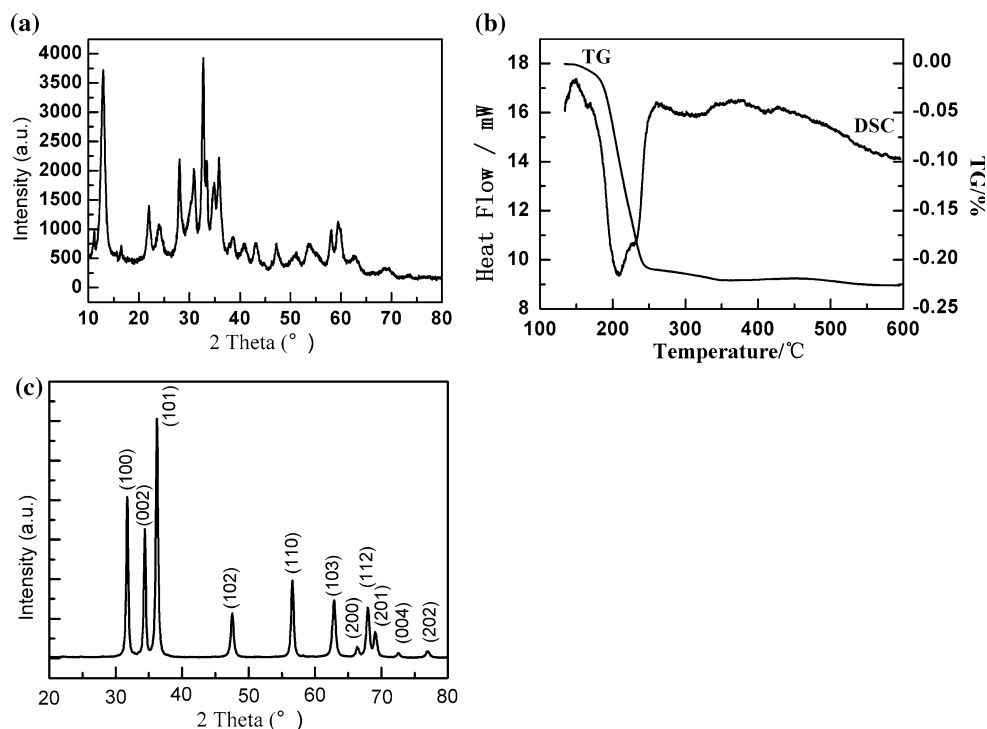 (a)
4000
3500
3000
2500
2000
1500
1000
500
0
Intensity (a.u.)
10 20 30 40 50 60 70 80
2 Theta (°)
(b)
TG
DSC
18
16
14
12
10
8
Heat Flow / mW
0.00
-0.05
-0.10
-0.15
-0.20
-0.25
TG/%
100 200 300 400 500 600
Temperature/℃
(c)
(100)
(002)
(101)
(102)
(110)
(103)
(200)
(112)
(201)
(004)
(202)
Intensity (a.u.)
20 30 40 50 60 70 80
2 Theta (°)